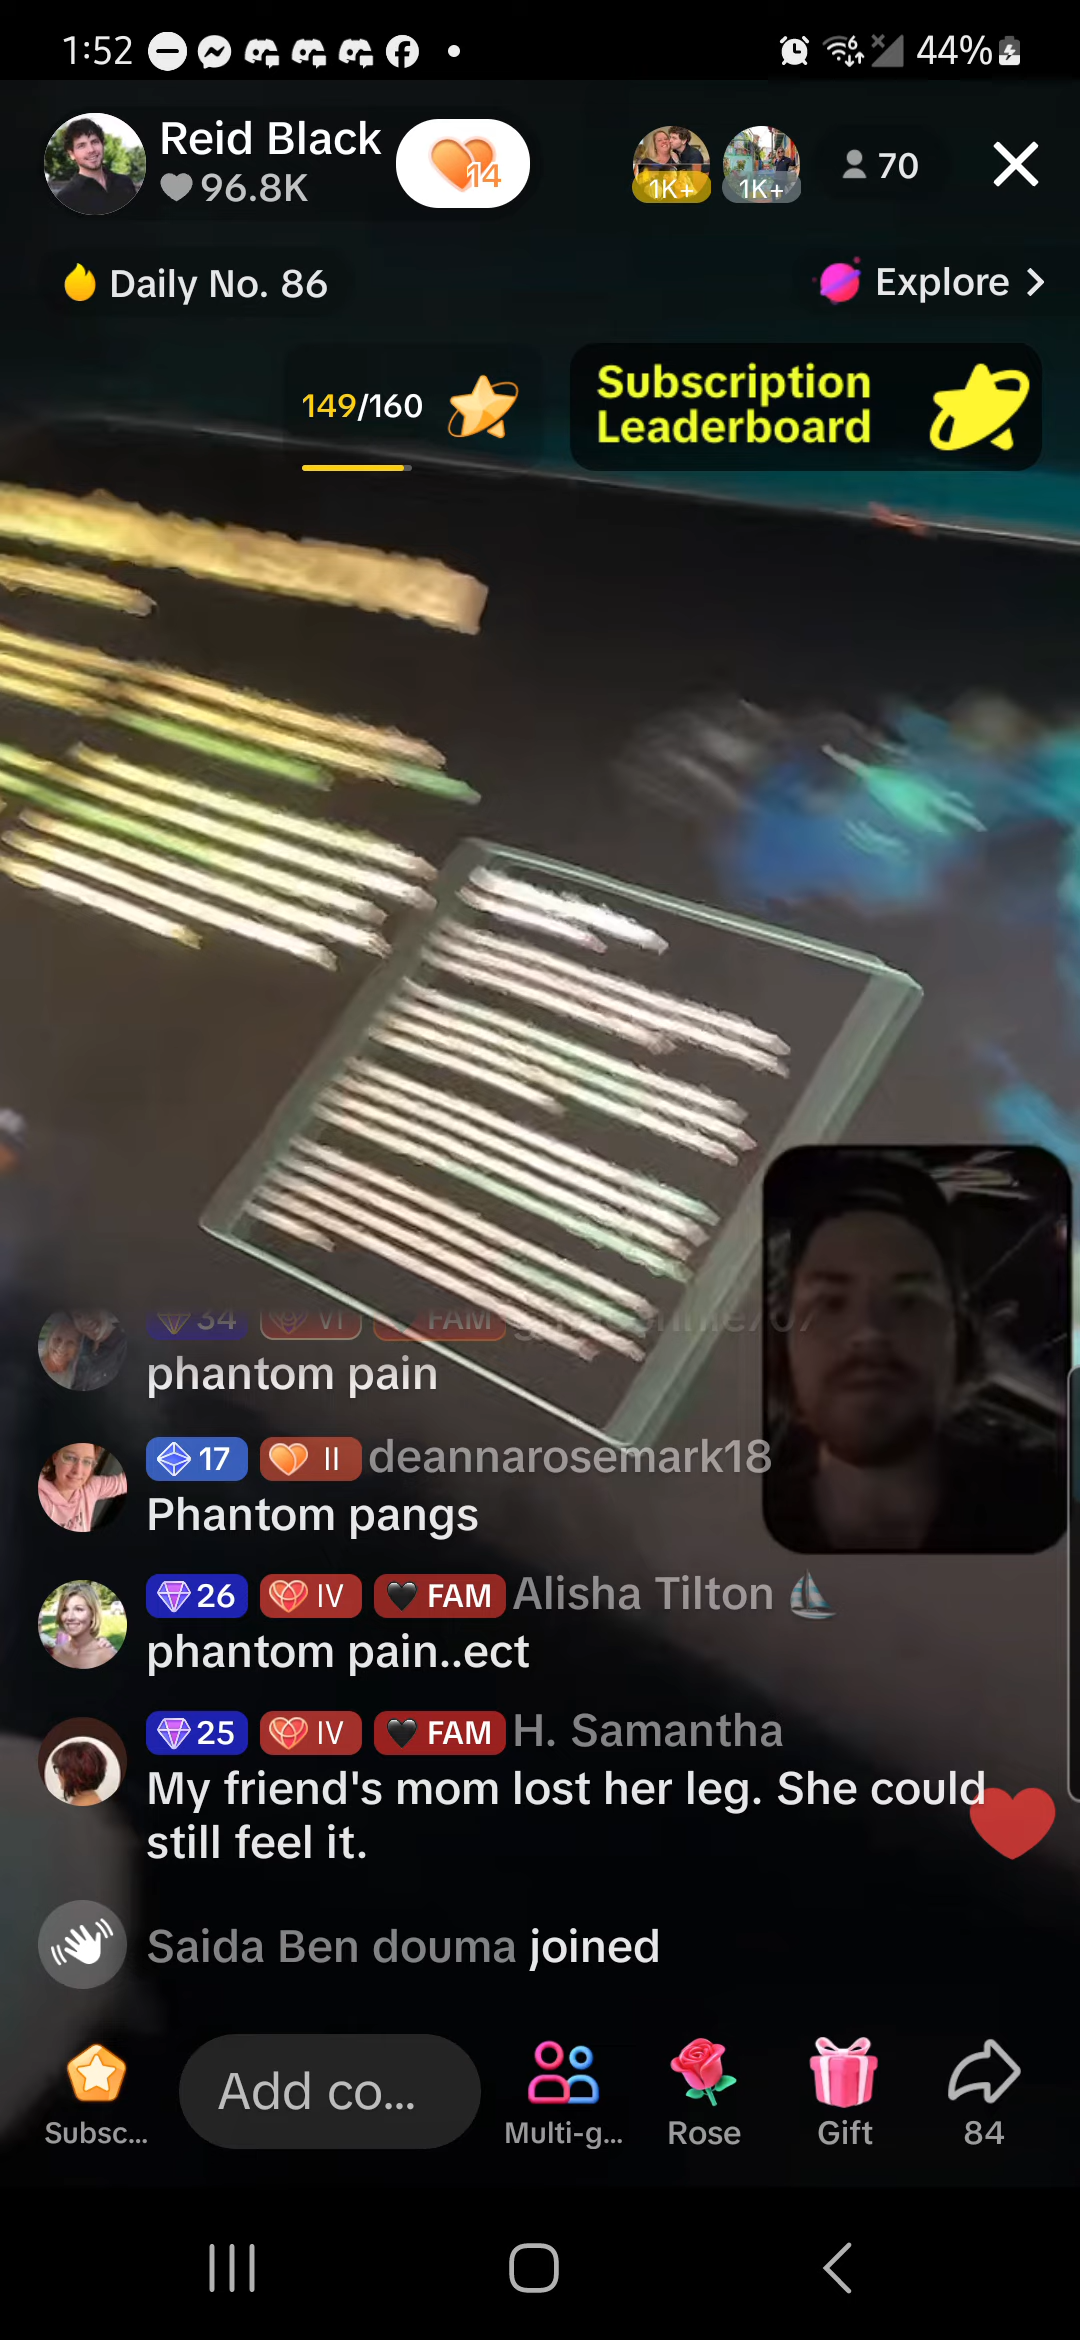 1:52
44%
Reid Black
96.8K
14
1K+
1K+
70
Daily No. 86
Explore
149/160
Subscription
Leaderboard
34 VI FAM
phantom pain
17 II deannarosemark18
Phantom pangs
26 IV FAM Alisha Tilton
phantom pain..ect
25 IV FAM H. Samantha
My friend's mom lost her leg. She could
still feel it.
Saida Ben douma joined
Add co...
Subsc...
Multi-g...
Rose
Gift
84